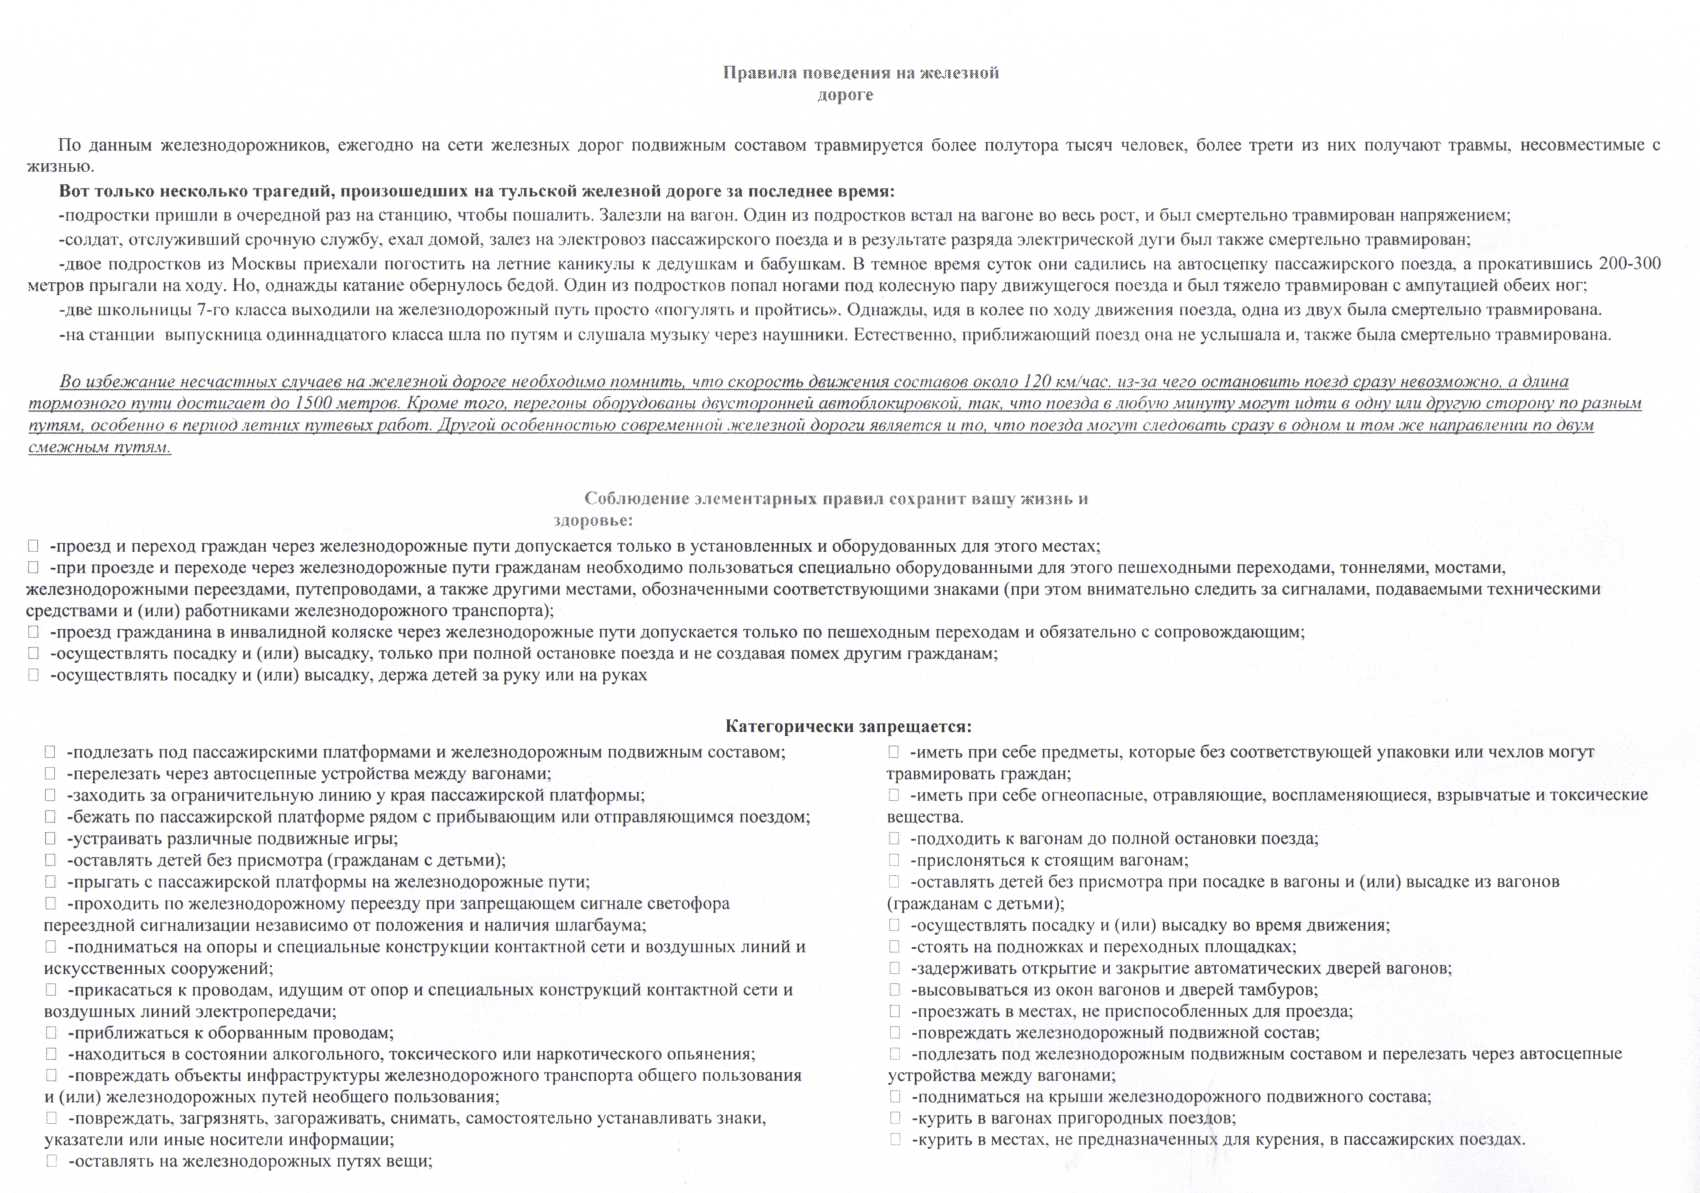 Правила поведения на железной
дороге
По данным железнодорожников, ежегодно на сети железных дорог подвижным составом травмируется более полутора тысяч человек, более трети из них получают травмы, несовместимые с
жизнью.
Вот только несколько трагедий, произошедших на тульской железной дороге за последнее время:
-подростки пришли в очередной раз на станцию, чтобы пошалить. Залезли на вагон. Один из подростков встал на вагоне во весь рост, и был смертельно травмирован напряжением;
-солдат, отслуживший срочную службу, ехал домой, залез на электровоз пассажирского поезда и в результате разряда электрической дуги был также смертельно травмирован;
-двое подростков из Москвы приехали погостить на летние каникулы к дедушкам и бабушкам. В темное время суток они садились на автосцепку пассажирского поезда, а прокатившись 200-300
метров прыгали на ходу. Но, однажды катание обернулось бедой. Один из подростков попал ногами под колесную пару движущегося поезда и был тяжело травмирован с ампутацией обеих ног;
-две школьницы 7-го класса выходили на железнодорожный путь просто «погулять и пройтись». Однажды, идя в колее по ходу движения поезда, одна из двух была смертельно травмирована.
-на станции выпускница одиннадцатого класса шла по путям и слушала музыку через наушники. Естественно, приближающий поезд она не услышала и, также была смертельно травмирована.
Во избежание несчастных случаев на железной дороге необходимо помнить, что скорость движения составов около 120 км/час. из-за чего остановить поезд сразу невозможно, а длина
тормозного пути достигает до 1500 метров. Кроме того, перегоны оборудованы двусторонней автоблокировкой, так, что поезда в любую минуту могут идти в одну или другую сторону по разным
путям, особенно в период летних путевых работ. Другой особенностью современной железной дороги является и то, что поезда могут следовать сразу в одном и том же направлении по двум
смежным путям.
Соблюдение элементарных правил сохранит вашу жизнь и
здоровье:
-проезд и переход граждан через железнодорожные пути допускается только в установленных и оборудованных для этого местах;
-при проезде и переходе через железнодорожные пути гражданам необходимо пользоваться специально оборудованными для этого пешеходными переходами, тоннелями, мостами,
железнодорожными переездами, путепроводами, а также другими местами, обозначенными соответствующими знаками (при этом внимательно следить за сигналами, подаваемыми техническими
средствами и (или) работниками железнодорожного транспорта);
-проезд гражданина в инвалидной коляске через железнодорожные пути допускается только по пешеходным переходам и обязательно с сопровождающим;
-осуществлять посадку и (или) высадку, только при полной остановке поезда и не создавая помех другим гражданам;
-осуществлять посадку и (или) высадку, держа детей за руку или на руках
Категорически запрещается:
-подлезать под пассажирскими платформами и железнодорожным подвижным составом;
-перелезать через автосцепные устройства между вагонами;
-заходить за ограничительную линию у края пассажирской платформы;
-бежать по пассажирской платформе рядом с прибывающим или отправляющимся поездом;
-устраивать различные подвижные игры;
-оставлять детей без присмотра (гражданам с детьми);
-прыгать с пассажирской платформы на железнодорожные пути;
-проходить по железнодорожному переезду при запрещающем сигнале светофора
переездной сигнализации независимо от положения и наличия шлагбаума;
-подниматься на опоры и специальные конструкции контактной сети и воздушных линий и
искусственных сооружений;
-прикасаться к проводам, идущим от опор и специальных конструкций контактной сети и
воздушных линий электропередачи;
-приближаться к оборванным проводам;
-находиться в состоянии алкогольного, токсического или наркотического опьянения;
-повреждать объекты инфраструктуры железнодорожного транспорта общего пользования
и (или) железнодорожных путей необщего пользования;
-повреждать, загрязнять, загораживать, снимать, самостоятельно устанавливать знаки,
указатели или иные носители информации;
-оставлять на железнодорожных путях вещи;
-иметь при себе предметы, которые без соответствующей упаковки или чехлов могут
травмировать граждан;
-иметь при себе огнеопасные, отравляющие, воспламеняющиеся, взрывчатые и токсические
вещества.
-подходить к вагонам до полной остановки поезда;
-прислоняться к стоящим вагонам;
-оставлять детей без присмотра при посадке в вагоны и (или) высадке из вагонов
(гражданам с детьми);
-осуществлять посадку и (или) высадку во время движения;
-стоять на подножках и переходных площадках;
-задерживать открытие и закрытие автоматических дверей вагонов;
-высовываться из окон вагонов и дверей тамбуров;
-проезжать в местах, не приспособленных для проезда;
-повреждать железнодорожный подвижной состав;
-подлезать под железнодорожным подвижным составом и перелезать через автосцепные
устройства между вагонами;
-подниматься на крыши железнодорожного подвижного состава;
-курить в вагонах пригородных поездов;
-курить в местах, не предназначенных для курения, в пассажирских поездах.